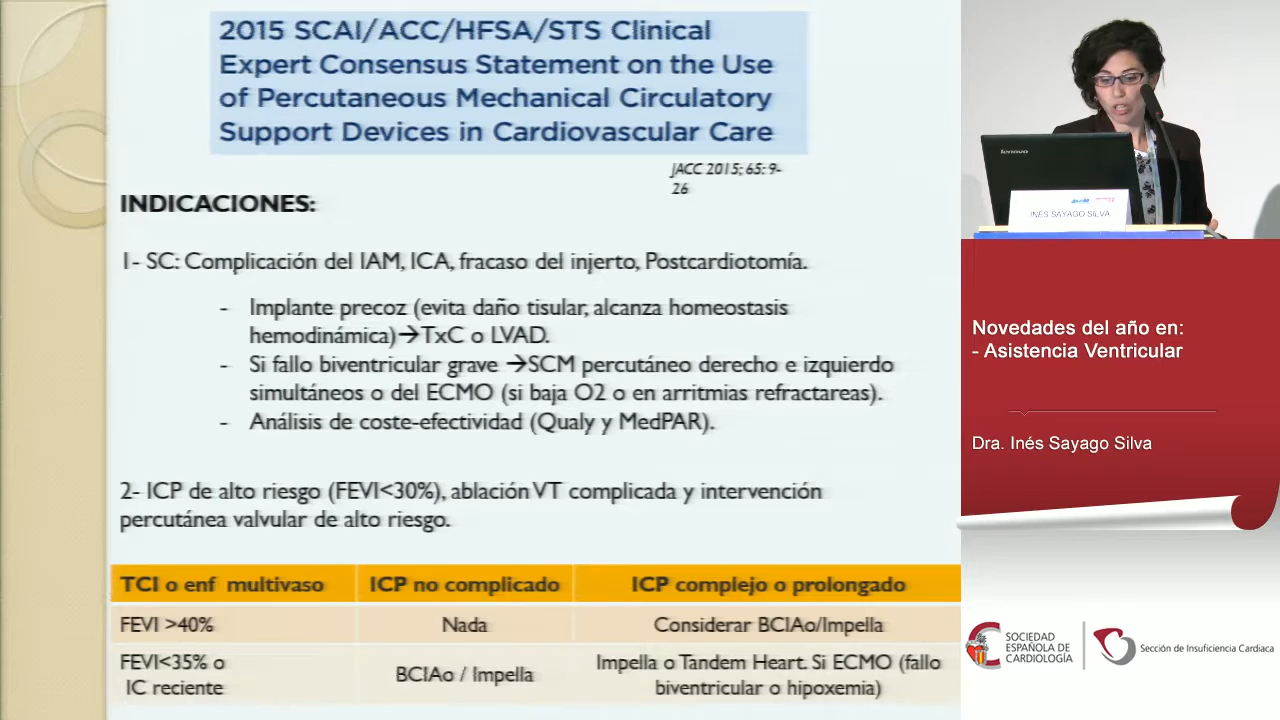 2015 SCAI/ACC/HFSA/STS Clinical
Expert Consensus Statement on the Use
of Percutaneous Mechanical Circulatory
Support Devices in Cardiovascular Care
JACC 2015; 65: 9-
26
INDICACIONES:
1- SC: Complicación del IAM, ICA, fracaso del injerto, Postcardiotomía.
- Implante precoz (evita daño tisular, alcanza homeostasis
hemodinámica)→TxC o LVAD.
- Si fallo biventricular grave →SCM percutáneo derecho e izquierdo
simultáneos o del ECMO (si baja O2 o en arritmias refractareas).
- Análisis de coste-efectividad (Qualy y MedPAR).
2- ICP de alto riesgo (FEVI<30%), ablación VT complicada y intervención
percutánea valvular de alto riesgo.
TCI o enf multivaso ICP no complicado ICP complejo o prolongado
FEVI >40% Nada Considerar BCIAo/Impella
FEVI<35% o
IC reciente
BCIAo / Impella
Impella o Tandem Heart. Si ECMO (fallo
biventricular o hipoxemia)
lenovo
INÉS SAYAGO SILVA
Novedades del año en:
- Asistencia Ventricular
Dra. Inés Sayago Silva
SOCIEDAD
ESPAÑOLA DE
CARDIOLOGÍA
Sección de Insuficiencia Cardiaca